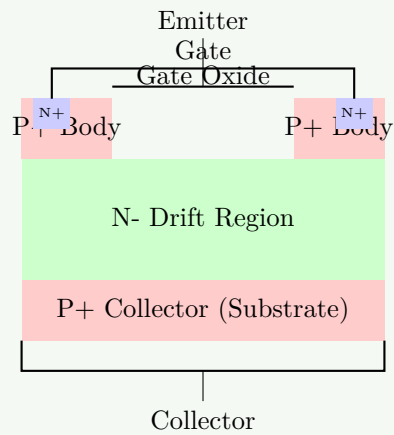 Emitter
Gate
Gate Oxide
N+ N+
P+ Body P+ Body
N- Drift Region
P+ Collector (Substrate)
Collector